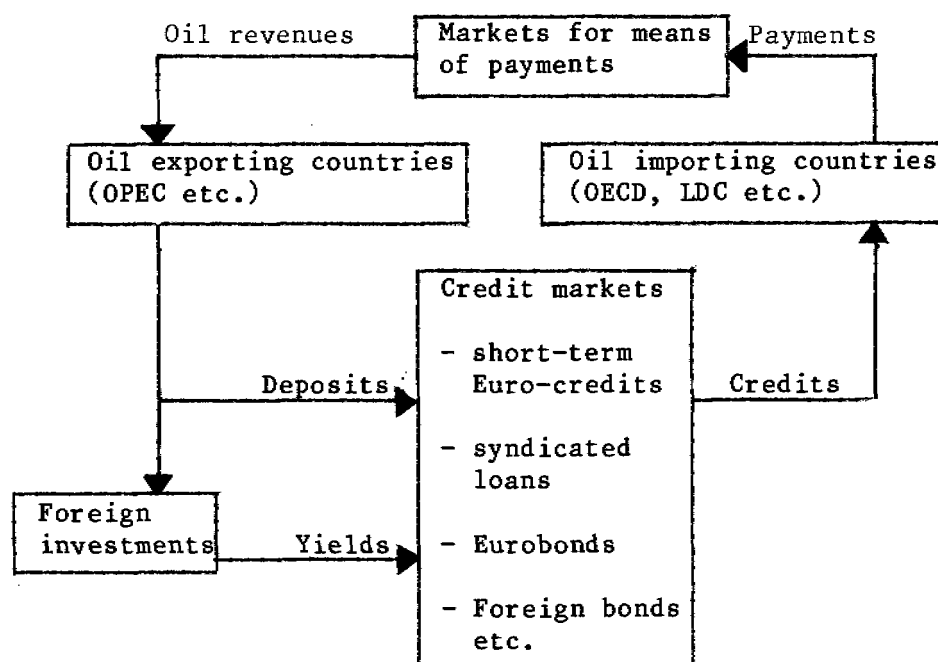 Oil revenues
Markets for means
of payments
Payments
Oil exporting countries
(OPEC etc.)
Oil importing countries
(OECD, LDC etc.)
Credit markets
- short-term
Euro-credits
Deposits
Credits
- syndicated
loans
Foreign
investments
Yields
- Eurobonds
- Foreign bonds
etc.